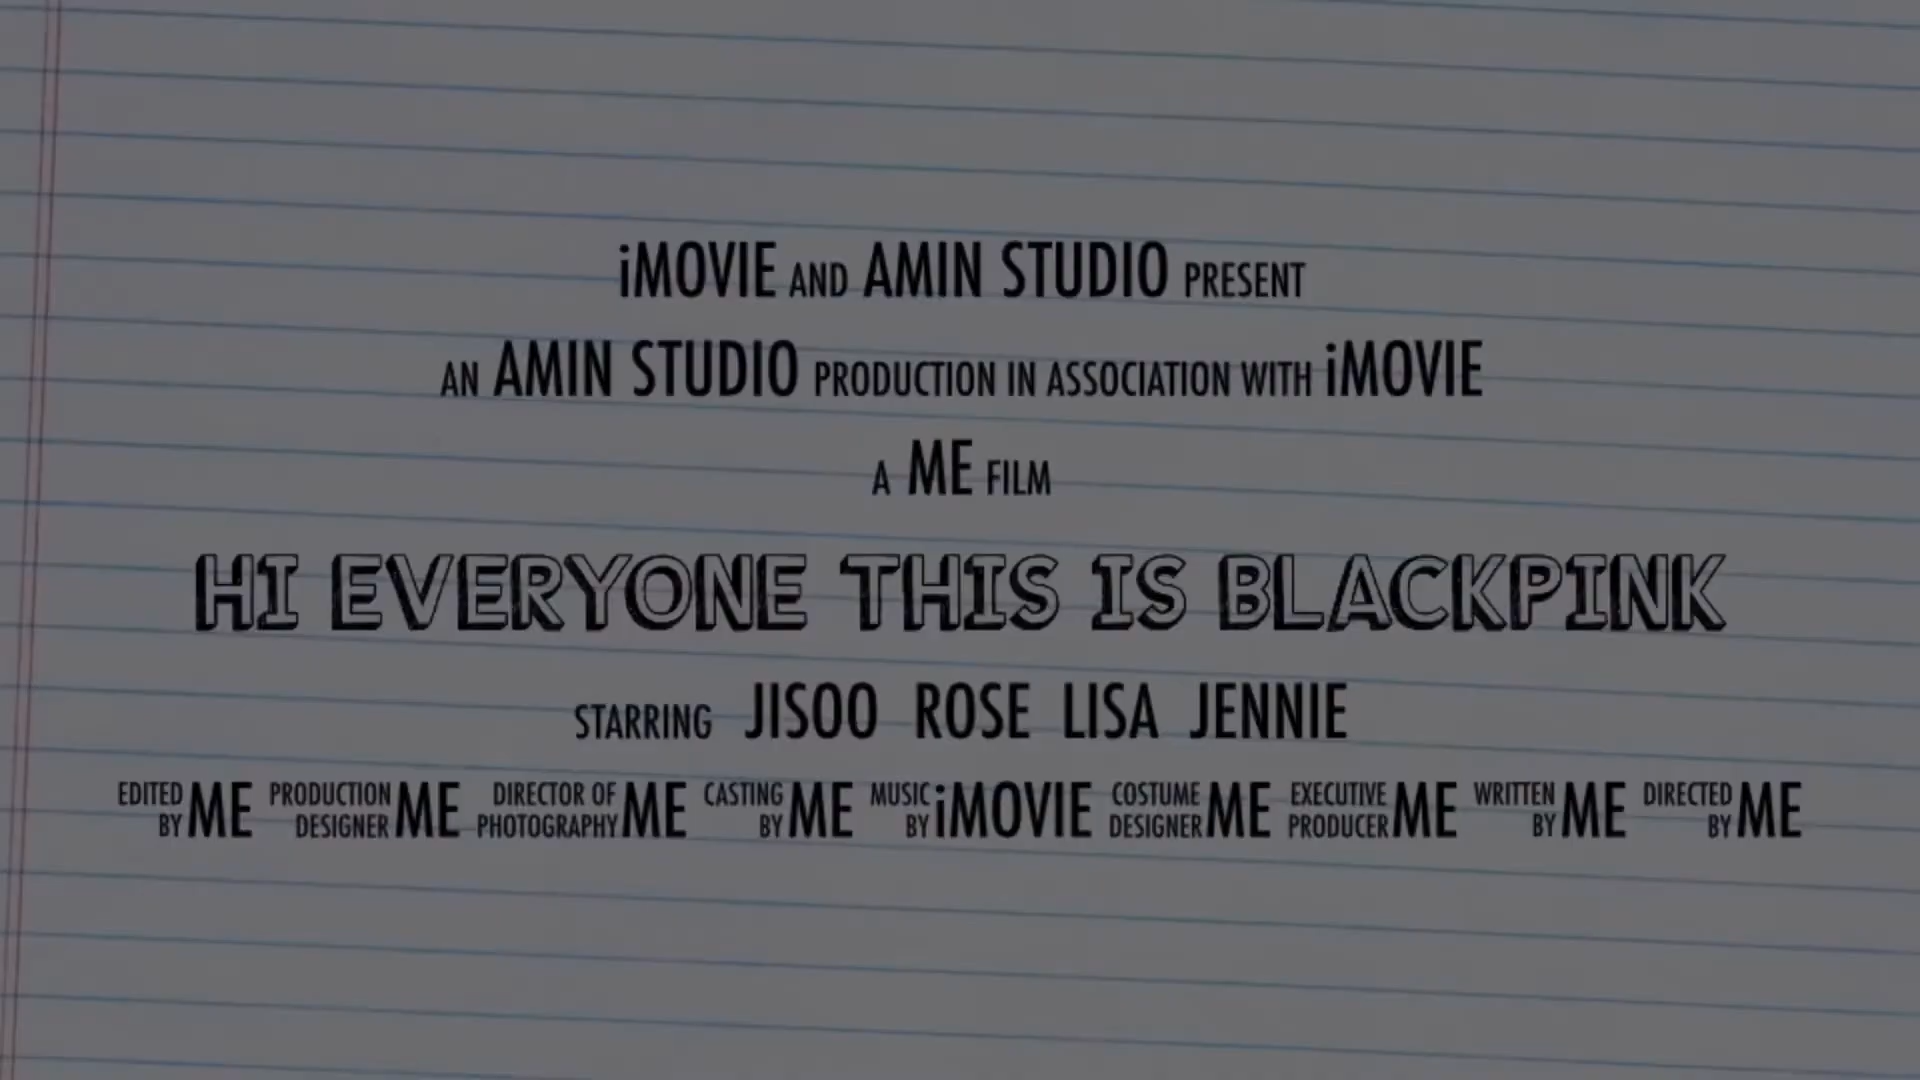 iMOVIE AND AMIN STUDIO PRESENT
AN AMIN STUDIO PRODUCTION IN ASSOCIATION WITH iMOVIE
A ME FILM
HI EVERYONE THIS IS BLACKPINK
STARRING JISOO ROSE LISA JENNIE
EDITED BY ME PRODUCTION DESIGNER ME DIRECTOR OF PHOTOGRAPHY ME CASTING BY ME MUSIC BY iMOVIE COSTUME DESIGNER ME EXECUTIVE PRODUCER ME WRITTEN BY ME DIRECTED BY ME